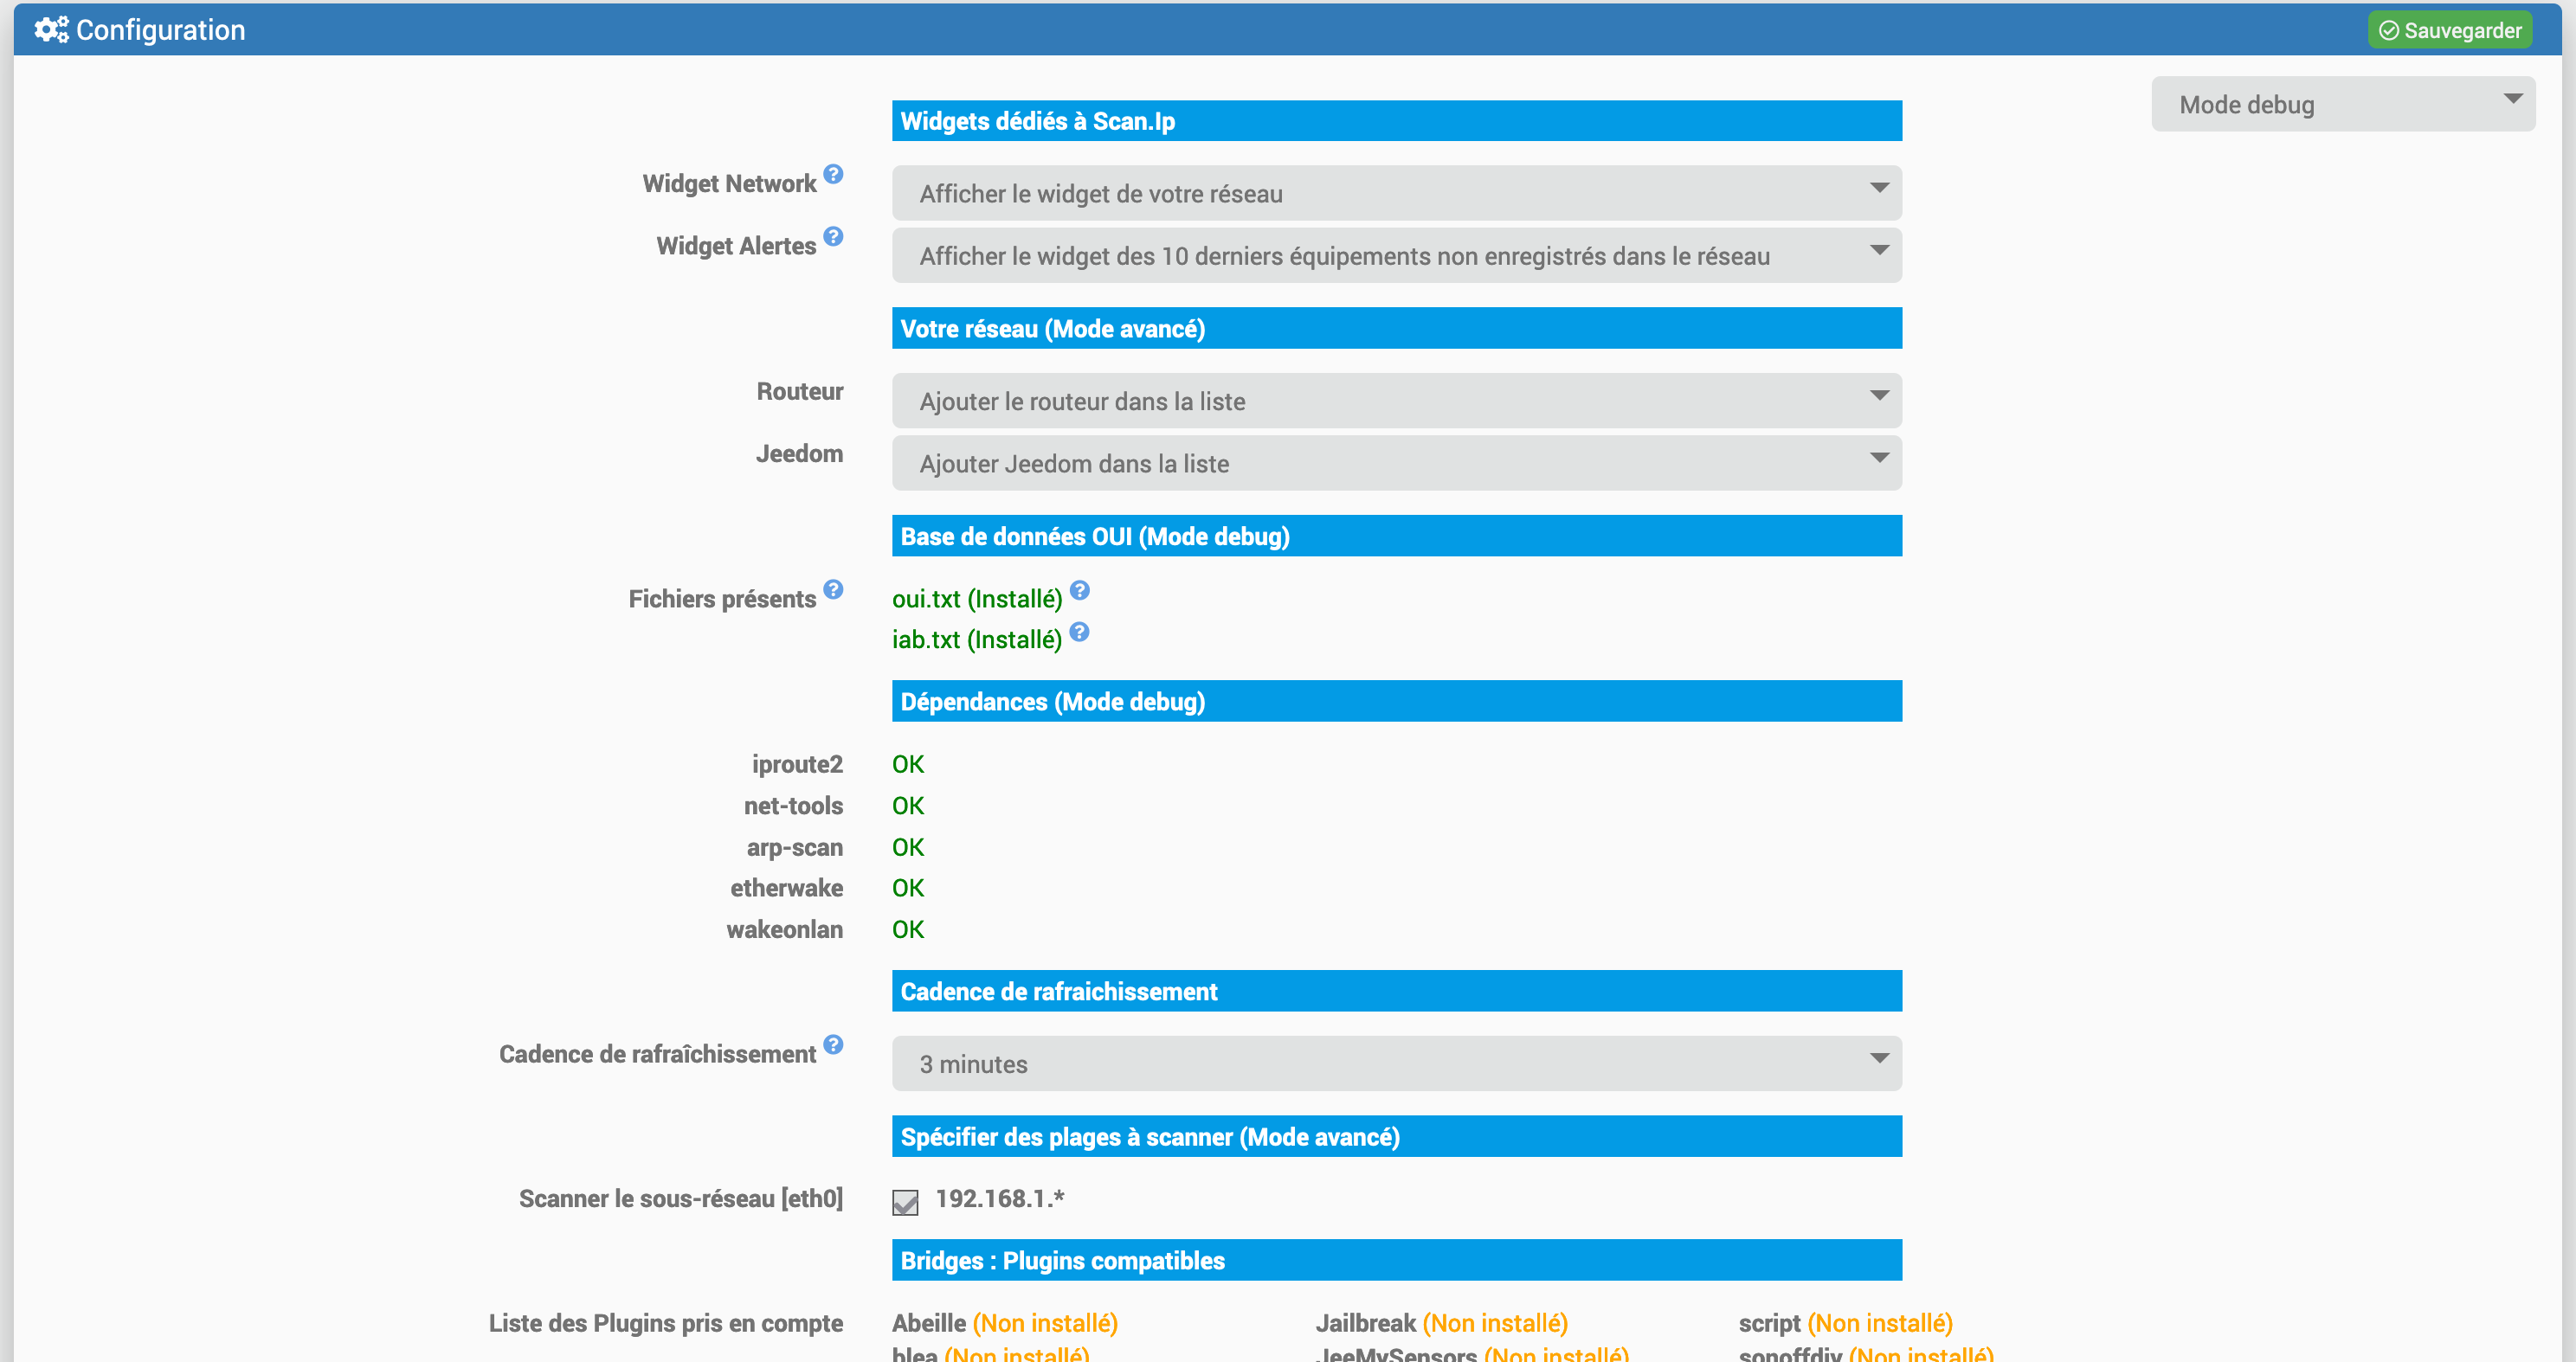 Configuration
Sauvegarder
Mode debug
Widgets dédiés à Scan.Ip
Widget Network ? Afficher le widget de votre réseau
Widget Alertes ? Afficher le widget des 10 derniers équipements non enregistrés dans le réseau
Votre réseau (Mode avancé)
Routeur Ajouter le routeur dans la liste
Jeedom Ajouter Jeedom dans la liste
Base de données OUI (Mode debug)
Fichiers présents ? oui.txt (Installé) ?
iab.txt (Installé) ?
Dépendances (Mode debug)
iproute2 OK
net-tools OK
arp-scan OK
etherwake OK
wakeonlan OK
Cadence de rafraichissement
Cadence de rafraîchissement ? 3 minutes
Spécifier des plages à scanner (Mode avancé)
Scanner le sous-réseau [eth0] 192.168.1.*
Bridges : Plugins compatibles
Liste des Plugins pris en compte Abeille (Non installé) Jailbreak (Non installé) script (Non installé)
blea (Non installé) JeeMySensors (Non installé) sonoffdiy (Non installé)